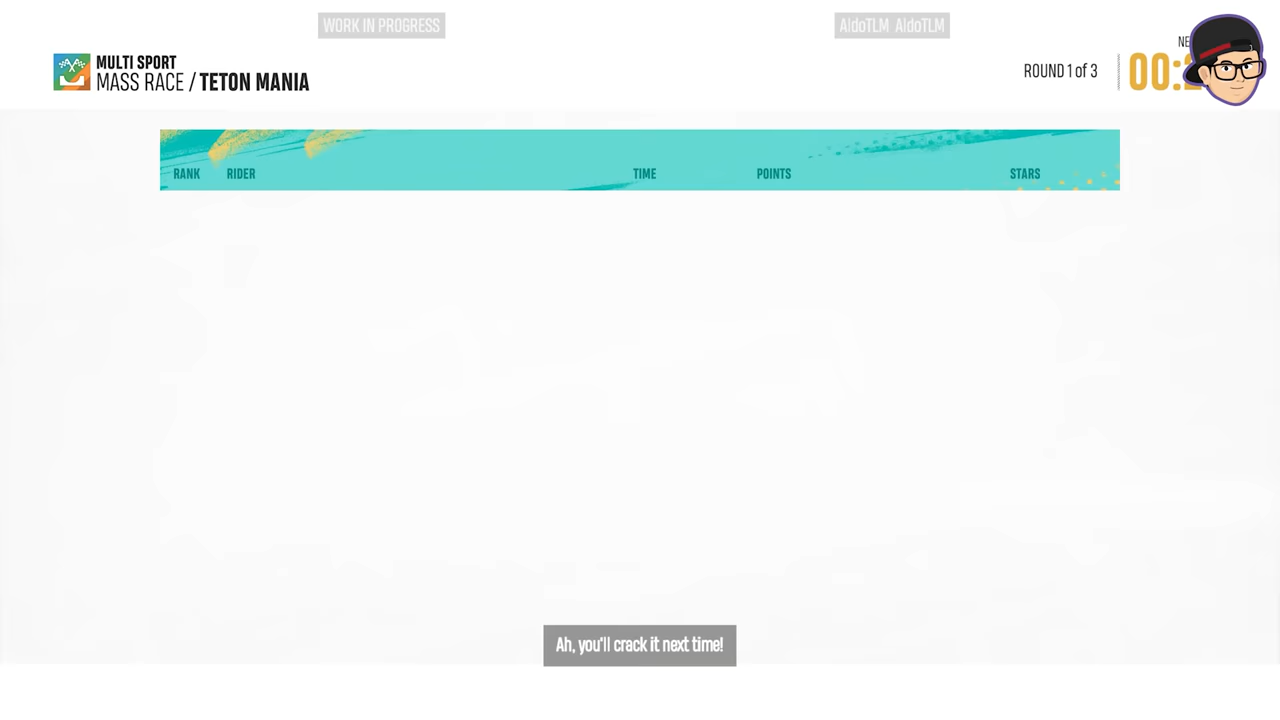 WORK IN PROGRESS
AldoTLM AldoTLM
MULTI SPORT
MASS RACE / TETON MANIA
ROUND 1 of 3
RANK RIDER TIME POINTS STARS
Ah, you'll crack it next time!